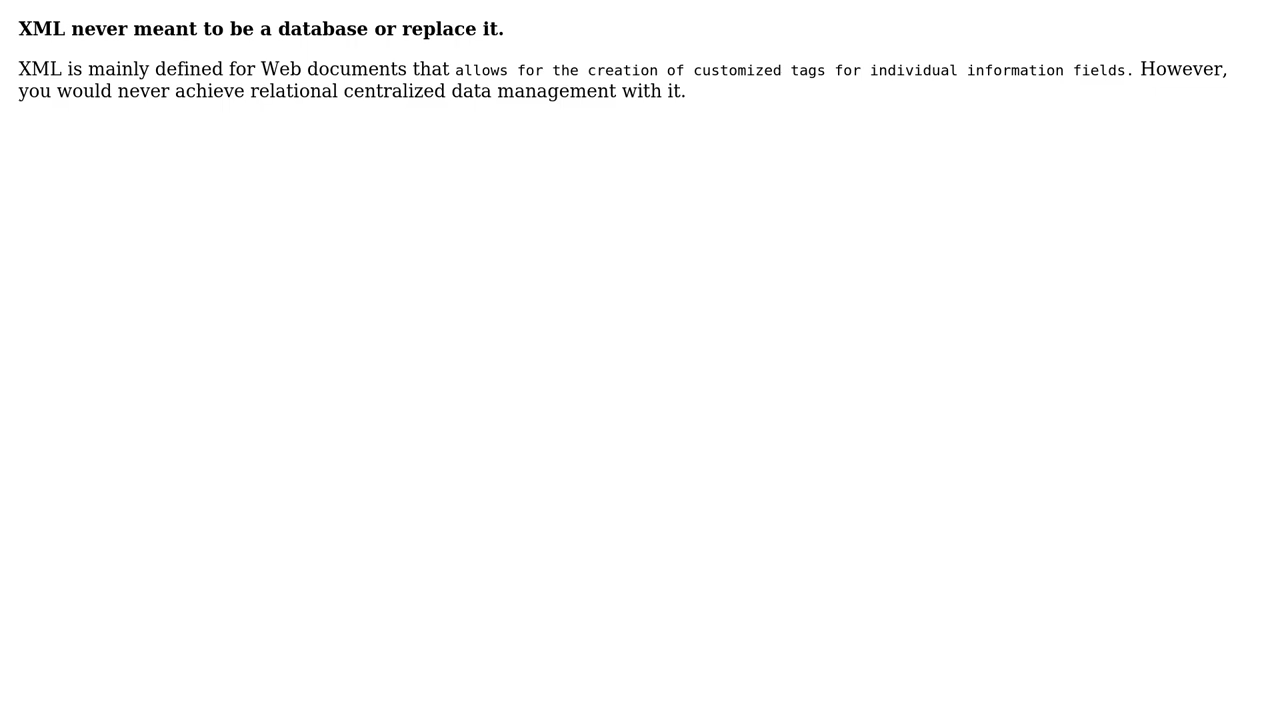 XML never meant to be a database or replace it.
XML is mainly defined for Web documents that allows for the creation of customized tags for individual information fields. However,
you would never achieve relational centralized data management with it.